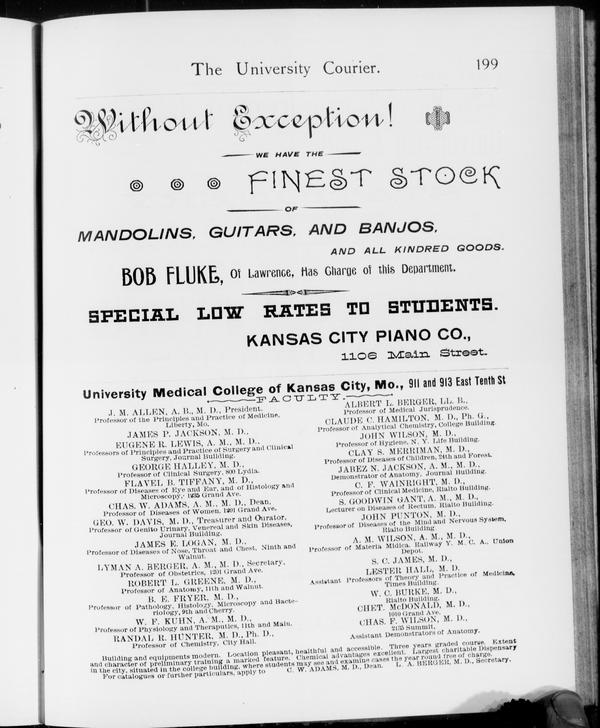 The University Courier. 199
Without Exception!
WE HAVE THE
FINEST STOCK
OF
MANDOLINS, GUITARS, AND BANJOS,
AND ALL KINDRED GOODS.
BOB FLUKE, Of Lawrence, Has Charge of this Department.
SPECIAL LOW RATES TO STUDENTS.
KANSAS CITY PIANO CO.,
1106 Main Street.
University Medical College of Kansas City, Mo., 911 and 913 East Tenth St
FACULTY.
J. M. ALLEN, A. B., M. D., President.
Professor of the Principles and Practice of Medicine,
Liberty, Mo.
JAMES P. JACKSON, M. D.,
EUGENE R. LEWIS, A. M., M. D.,
Professors of Principles and Practice of Surgery and Clinical
Surgery, Journal Building.
GEORGE HALLEY, M. D.,
Professor of Clinical Surgery, 800 Lydia.
FLAVEL B. TIFFANY, M. D.,
Professor of Diseases of Eye and Ear, and of Histology and
Microscopy, 1235 Grand Ave.
CHAS. W. ADAMS, A. M., M. D., Dean,
Professor of Diseases of Women, 1201 Grand Ave.
GEO. W. DAVIS, M. D., Treasurer and Curator,
Professor of Genito Urinary, Venereal and Skin Diseases,
Journal Building.
JAMES E. LOGAN, M. D.,
Professor of Diseases of Nose, Throat and Chest, Ninth and
Walnut.
LYMAN A. BERGER, A. M., M. D., Secretary,
Professor of Obstetrics, 1201 Grand Ave.
ROBERT L. GREENE, M. D.,
Professor of Anatomy, 11th and Walnut.
B. E. FRYER, M. D.,
Professor of Pathology, Histology, Microscopy and Bacte-
riology, 9th and Cherry.
W. F. KUHN, A. M., M. D.,
Professor of Physiology and Theraputics, 11th and Main.
RANDAL R. HUNTER, M. D., Ph. D.,
Professor of Chemistry, City Hall.
ALBERT L. BERGER, LL. B.,
Professor of Medical Jurisprudence.
CLAUDE C. HAMILTON, M. D., Ph. G.,
Professor of Analytical Chemistry, College Building.
JOHN WILSON, M. D.,
Professor of Hygiene, N. Y. Life Building.
CLAY S. MERRIMAN, M. D.,
Professor of Diseases of Children, 24th and Forest.
JABEZ N. JACKSON, A. M., M. D.,
Demonstrator of Anatomy, Journal Building.
C. F. WAINRIGHT, M. D.,
Professor of Clinical Medicine, Rialto Building.
S. GOODWIN GANT, A. M., M. D.,
Lecturer on Diseases of Rectum, Rialto Building.
JOHN PUNTON, M. D.,
Professor of Diseases of the Mind and Nervous System,
Rialto Building.
A. M. WILSON, A. M., M. D.,
Professor of Materia Midica, Railway Y. M. C. A., Union
Depot.
S. C. JAMES, M. D.,
LESTER HALL, M. D.
Assistant Professors of Theory and Practice of Medicine,
Times Building.
W. C. BURKE, M. D.,
Rialto Building.
CHET. McDONALD, M. D.,
1010 Grand Ave.
CHAS. F. WILSON, M. D.,
2135 Summit.
Assistant Demonstrators of Anatomy.
Building and equipments modern. Location pleasant, healthful and accessible. Three years graded course. Extent
and character of preliminary training a marked feature. Chemical advantages excellent. Largest charitable Dispensary
in the city, situated in the college building, where students may see and examine cases the year round free of charge.
For catalogues or further particulars, apply to C. W. ADAMS, M. D., Dean. L. A. BERGER, M. D., Secretary.